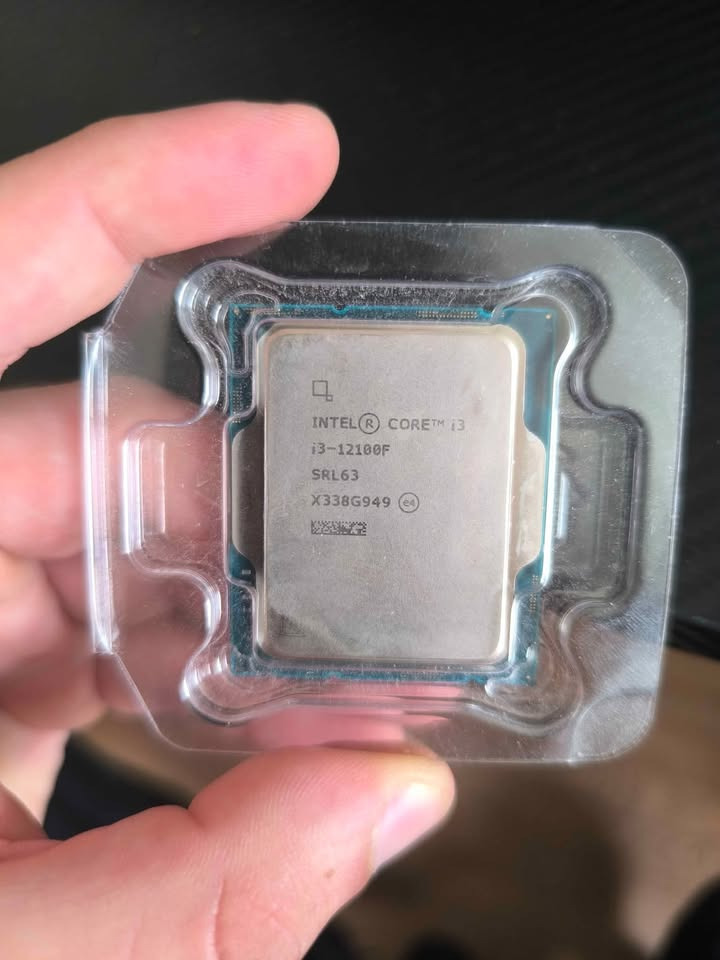 INTEL® CORE™ i3
i3-12100F
SRL63
X338G949 e4